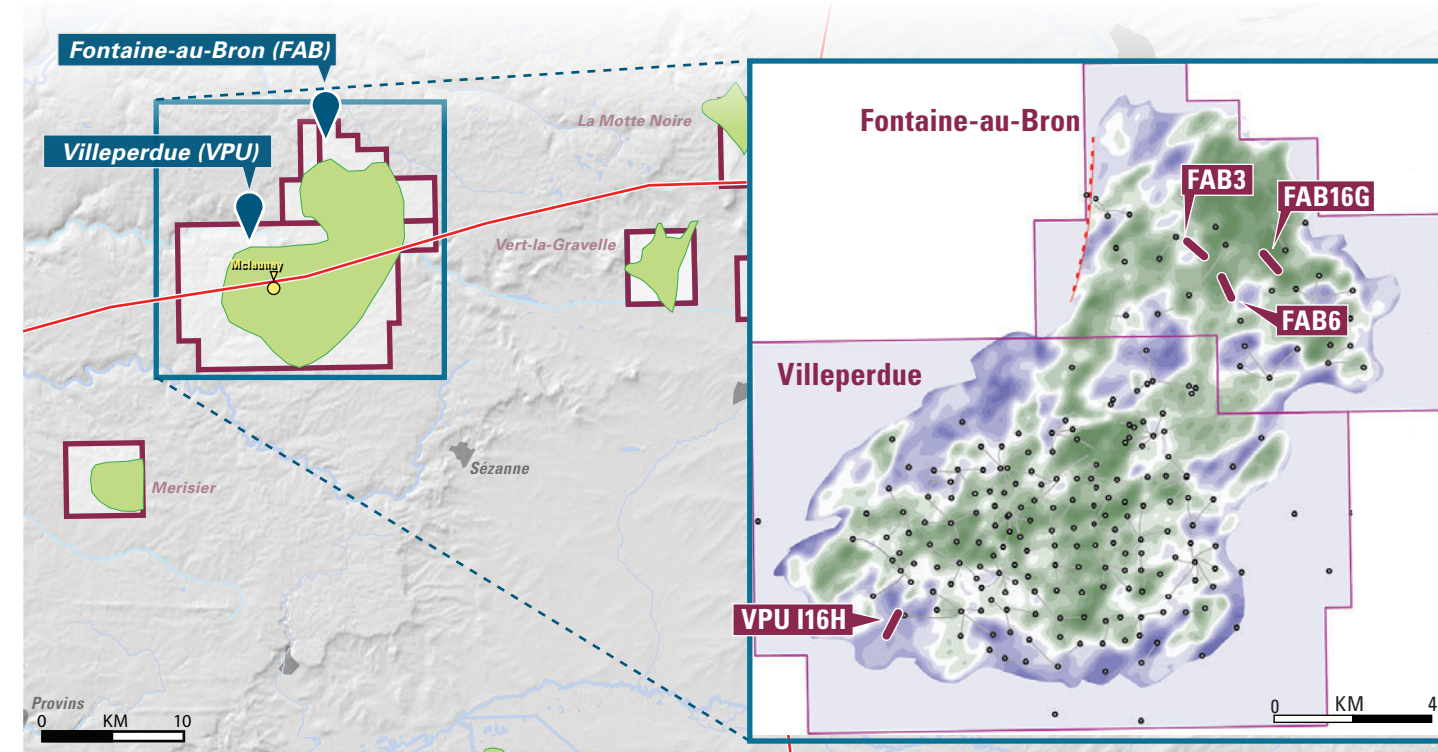 Fontaine-au-Bron (FAB)
Villeperdue (VPU)
La Motte Noire
Vert-la-Gravelle
Mclaunay
Merisier
Sézanne
Provins
0 KM 10
Fontaine-au-Bron
FAB3
FAB16G
FAB6
Villeperdue
VPU I16H
0 KM 4